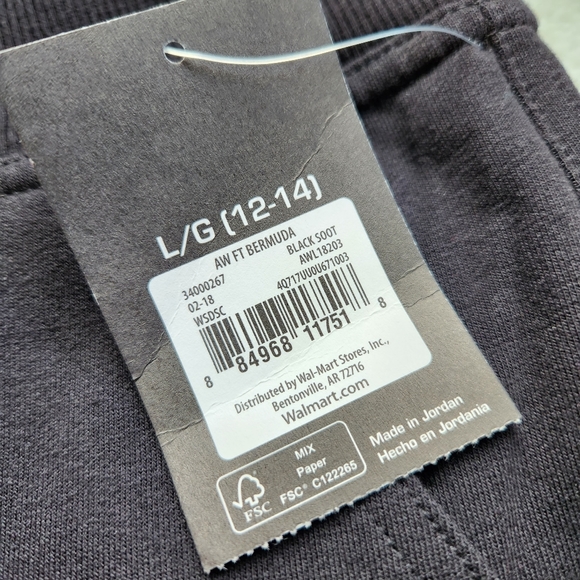 L/G (12-14)
AW FT BERMUDA
34000267 BLACK SOOT
02-18 AWL18203
WSDSC 4Q717UU0U671003
8 84968 11751 8
Distributed by Wal-Mart Stores, Inc.,
Bentonville, AR 72716
Walmart.com
FSC
MIX
Paper
FSC® C122265
Made in Jordan
Hecho en Jordania